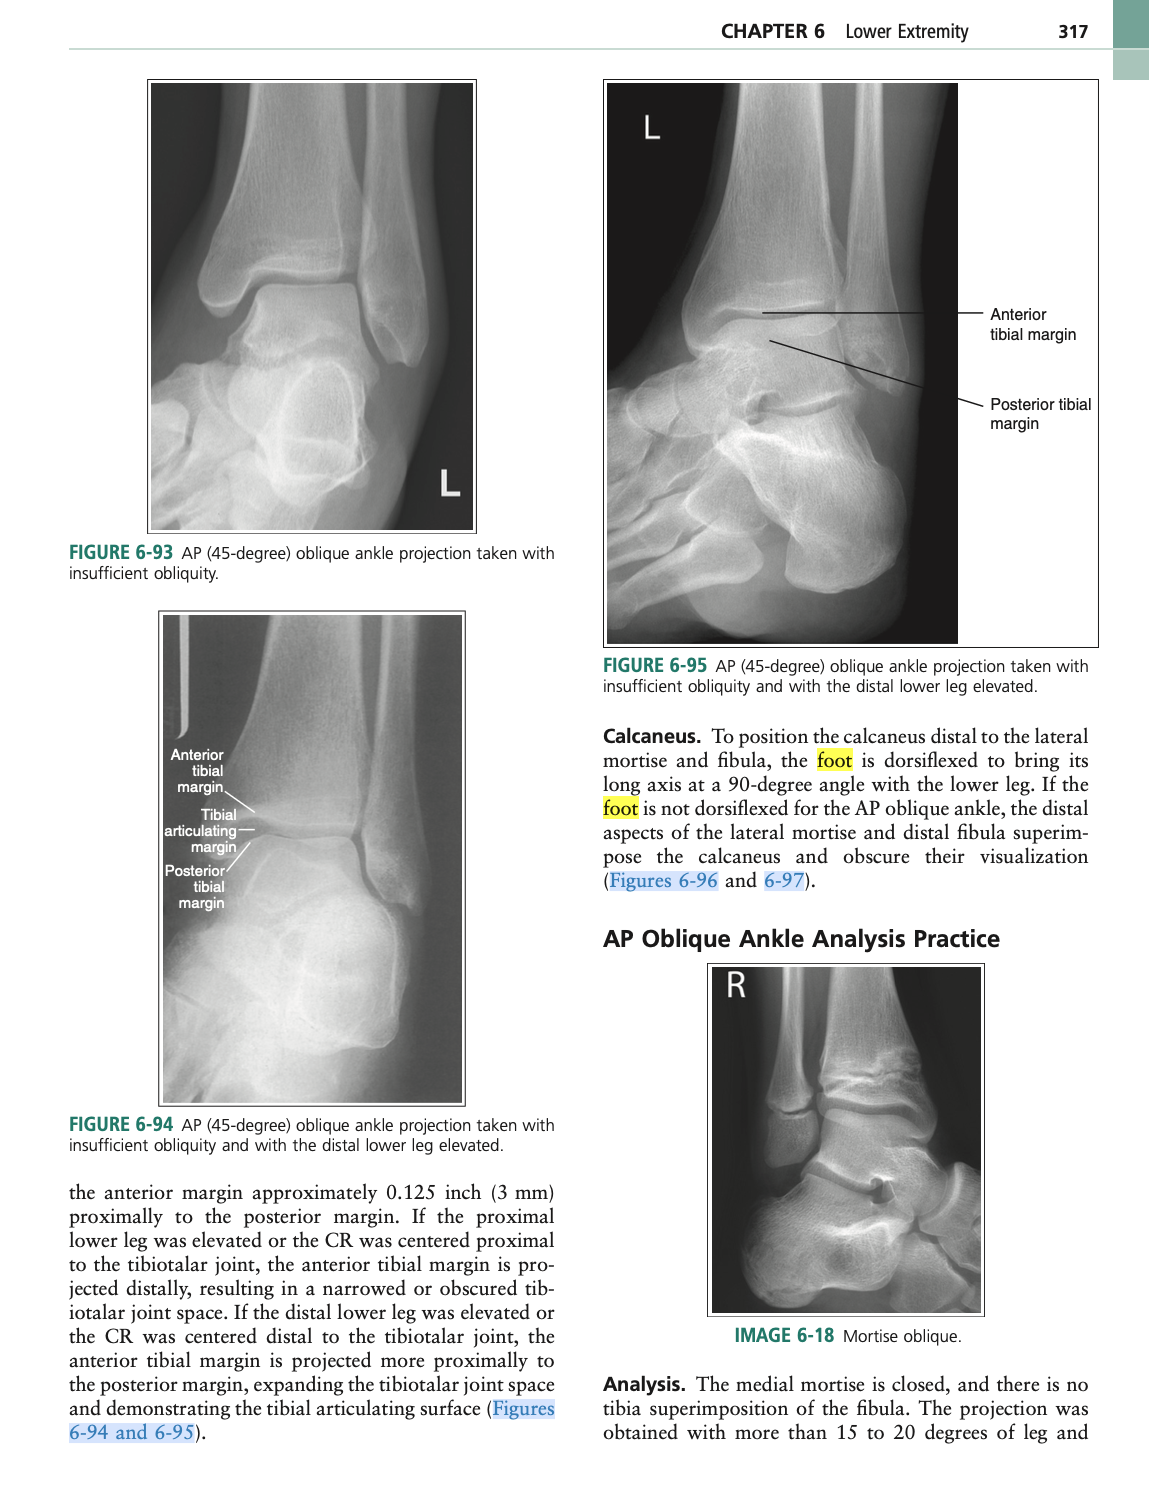 CHAPTER 6 Lower Extremity 317
L
FIGURE 6-93 AP (45-degree) oblique ankle projection taken with
insufficient obliquity.
Anterior
tibial
margin
Tibial
articulating
margin
Posterior
tibial
margin
FIGURE 6-94 AP (45-degree) oblique ankle projection taken with
insufficient obliquity and with the distal lower leg elevated.
the anterior margin approximately 0.125 inch (3 mm)
proximally to the posterior margin. If the proximal
lower leg was elevated or the CR was centered proximal
to the tibiotalar joint, the anterior tibial margin is pro-
jected distally, resulting in a narrowed or obscured tib-
iotalar joint space. If the distal lower leg was elevated or
the CR was centered distal to the tibiotalar joint, the
anterior tibial margin is projected more proximally to
the posterior margin, expanding the tibiotalar joint space
and demonstrating the tibial articulating surface (Figures
6-94 and 6-95).
L
Anterior
tibial margin
Posterior tibial
margin
FIGURE 6-95 AP (45-degree) oblique ankle projection taken with
insufficient obliquity and with the distal lower leg elevated.
Calcaneus. To position the calcaneus distal to the lateral
mortise and fibula, the foot is dorsiflexed to bring its
long axis at a 90-degree angle with the lower leg. If the
foot is not dorsiflexed for the AP oblique ankle, the distal
aspects of the lateral mortise and distal fibula superim-
pose the calcaneus and obscure their visualization
(Figures 6-96 and 6-97).
AP Oblique Ankle Analysis Practice
R
IMAGE 6-18 Mortise oblique.
Analysis. The medial mortise is closed, and there is no
tibia superimposition of the fibula. The projection was
obtained with more than 15 to 20 degrees of leg and